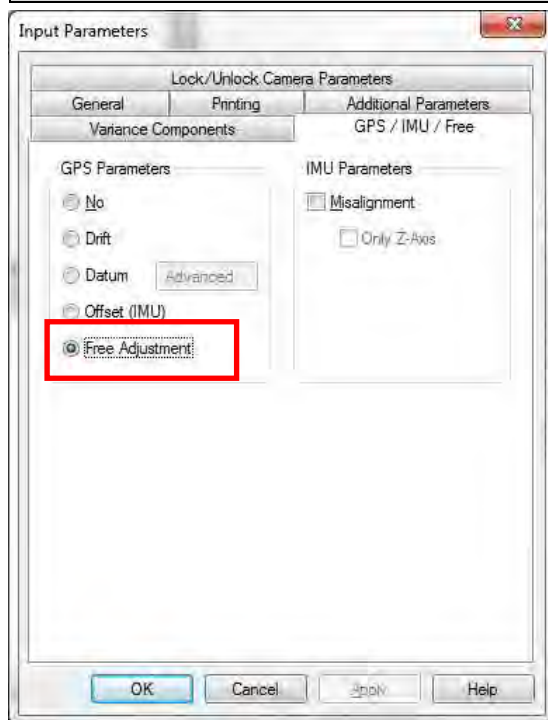 Input Parameters
Lock/Unlock Camera Parameters
General Printing Additional Parameters
Variance Components GPS / IMU / Free
GPS Parameters IMU Parameters
No Misalignment
Drift Only Z-Axis
Datum Advanced
Offset (IMU)
Free Adjustment
OK Cancel Apply Help